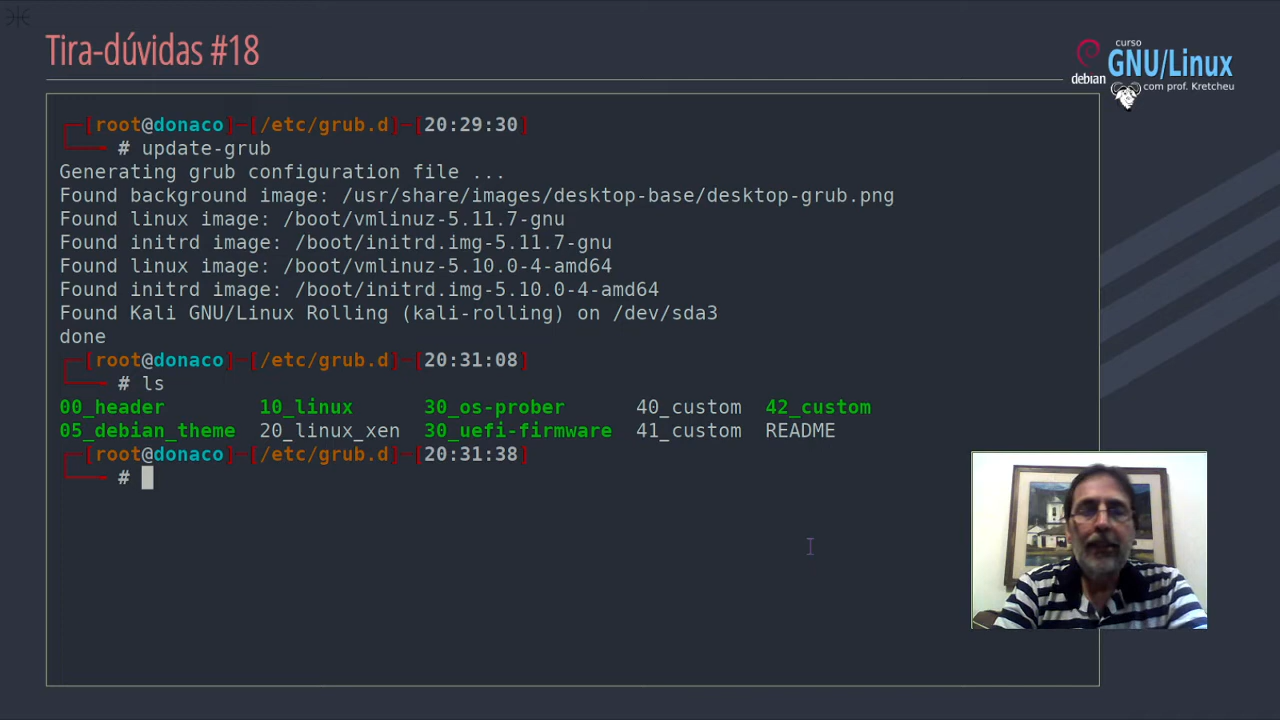 Tira-dúvidas #18
curso
GNU/Linux
debian
com prof. Kretcheu
[root@donaco]-[/etc/grub.d]-[20:29:30]
# update-grub
Generating grub configuration file ...
Found background image: /usr/share/images/desktop-base/desktop-grub.png
Found linux image: /boot/vmlinuz-5.11.7-gnu
Found initrd image: /boot/initrd.img-5.11.7-gnu
Found linux image: /boot/vmlinuz-5.10.0-4-amd64
Found initrd image: /boot/initrd.img-5.10.0-4-amd64
Found Kali GNU/Linux Rolling (kali-rolling) on /dev/sda3
done
[root@donaco]-[/etc/grub.d]-[20:31:08]
# ls
00_header 10_linux 30_os-prober 40_custom 42_custom
05_debian_theme 20_linux_xen 30_uefi-firmware 41_custom README
[root@donaco]-[/etc/grub.d]-[20:31:38]
#